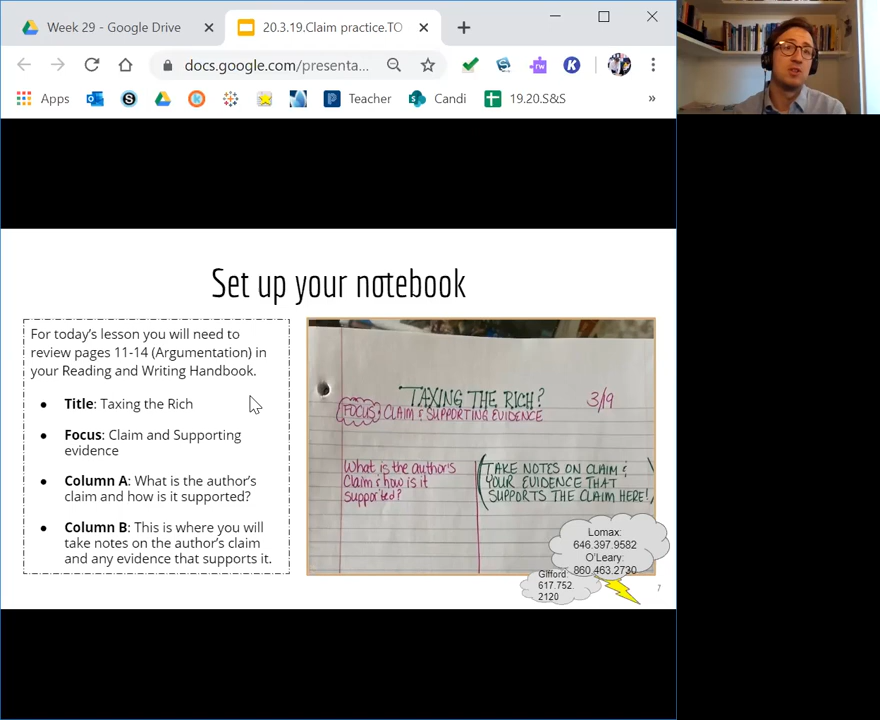 Week 29 - Google Drive
20.3.19.Claim practice.TO
docs.google.com/presenta...
rw
K
Apps
S
P Teacher
S Candi
19.20.S&S
»
Set up your notebook
For today's lesson you will need to
review pages 11-14 (Argumentation) in
your Reading and Writing Handbook.
● Title: Taxing the Rich
● Focus: Claim and Supporting
evidence
● Column A: What is the author's
claim and how is it supported?
● Column B: This is where you will
take notes on the author's claim
and any evidence that supports it.
TAXING THE RICH? 3/19
FOCUS: CLAIM & SUPPORTING EVIDENCE
What is the author's
Claim & how is it
supported?
(TAKE NOTES ON CLAIM &
YOUR EVIDENCE THAT
SUPPORTS THE CLAIM HERE!)
Lomax:
646.397.9582
O'Leary:
860.463.2730
Gifford:
617.752.
2120
7